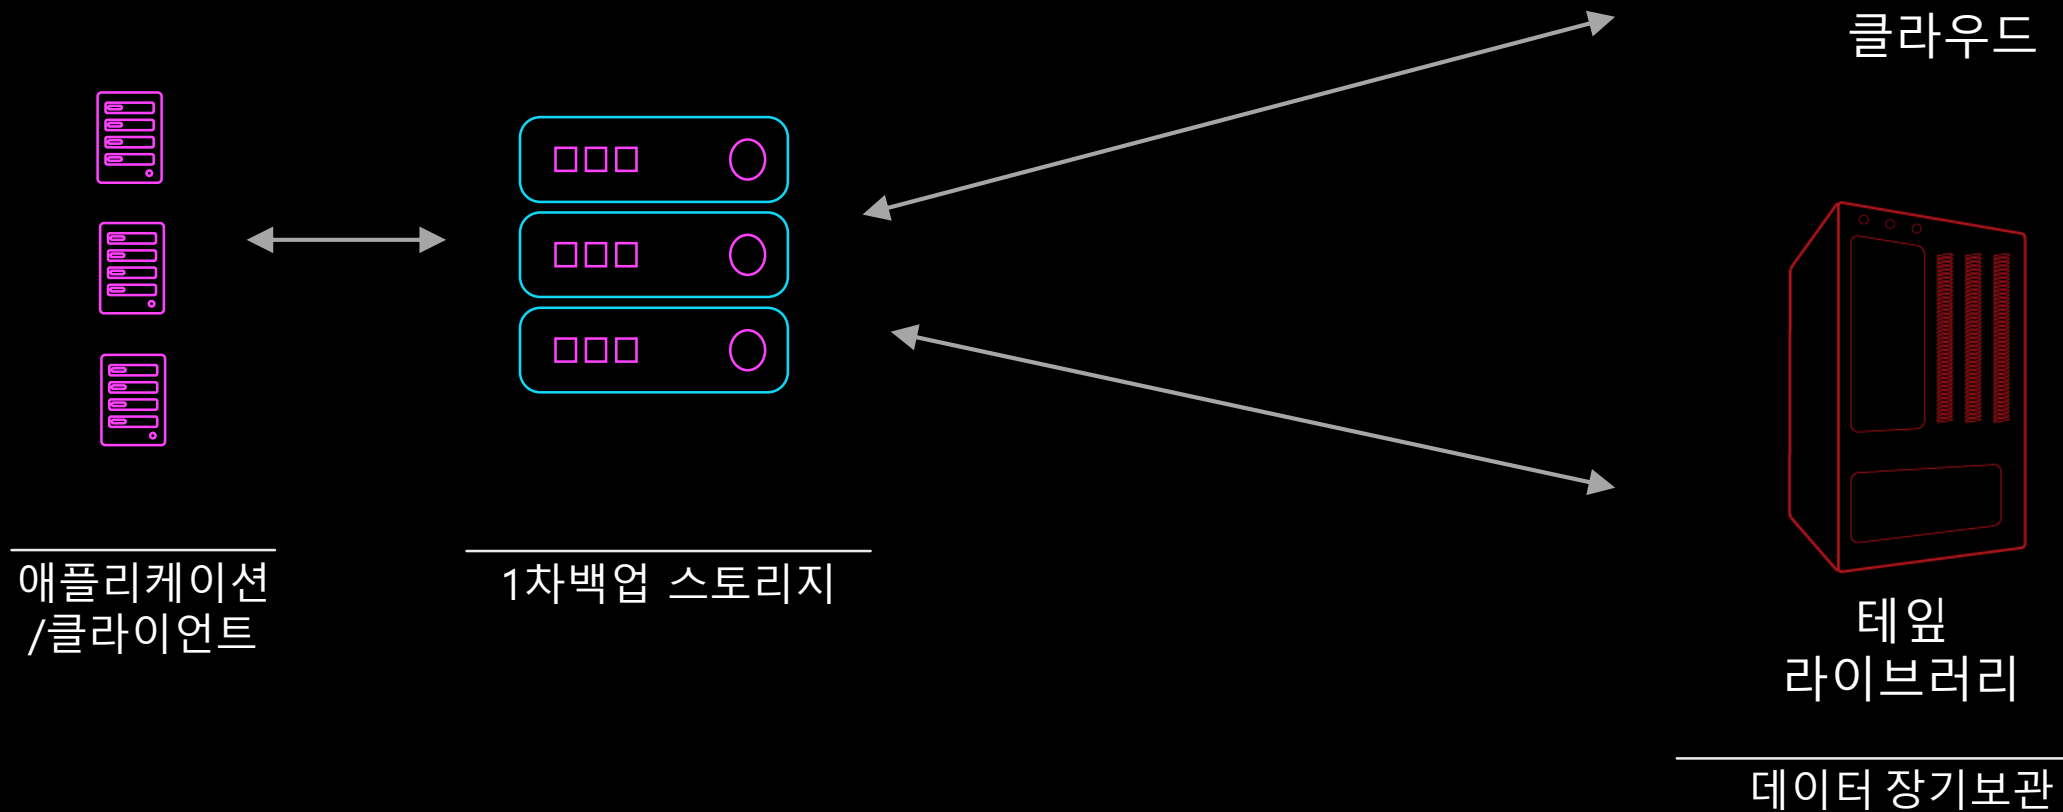 클라우드
애플리케이션
/클라이언트
1차백업 스토리지
테잎
라이브러리
데이터 장기보관